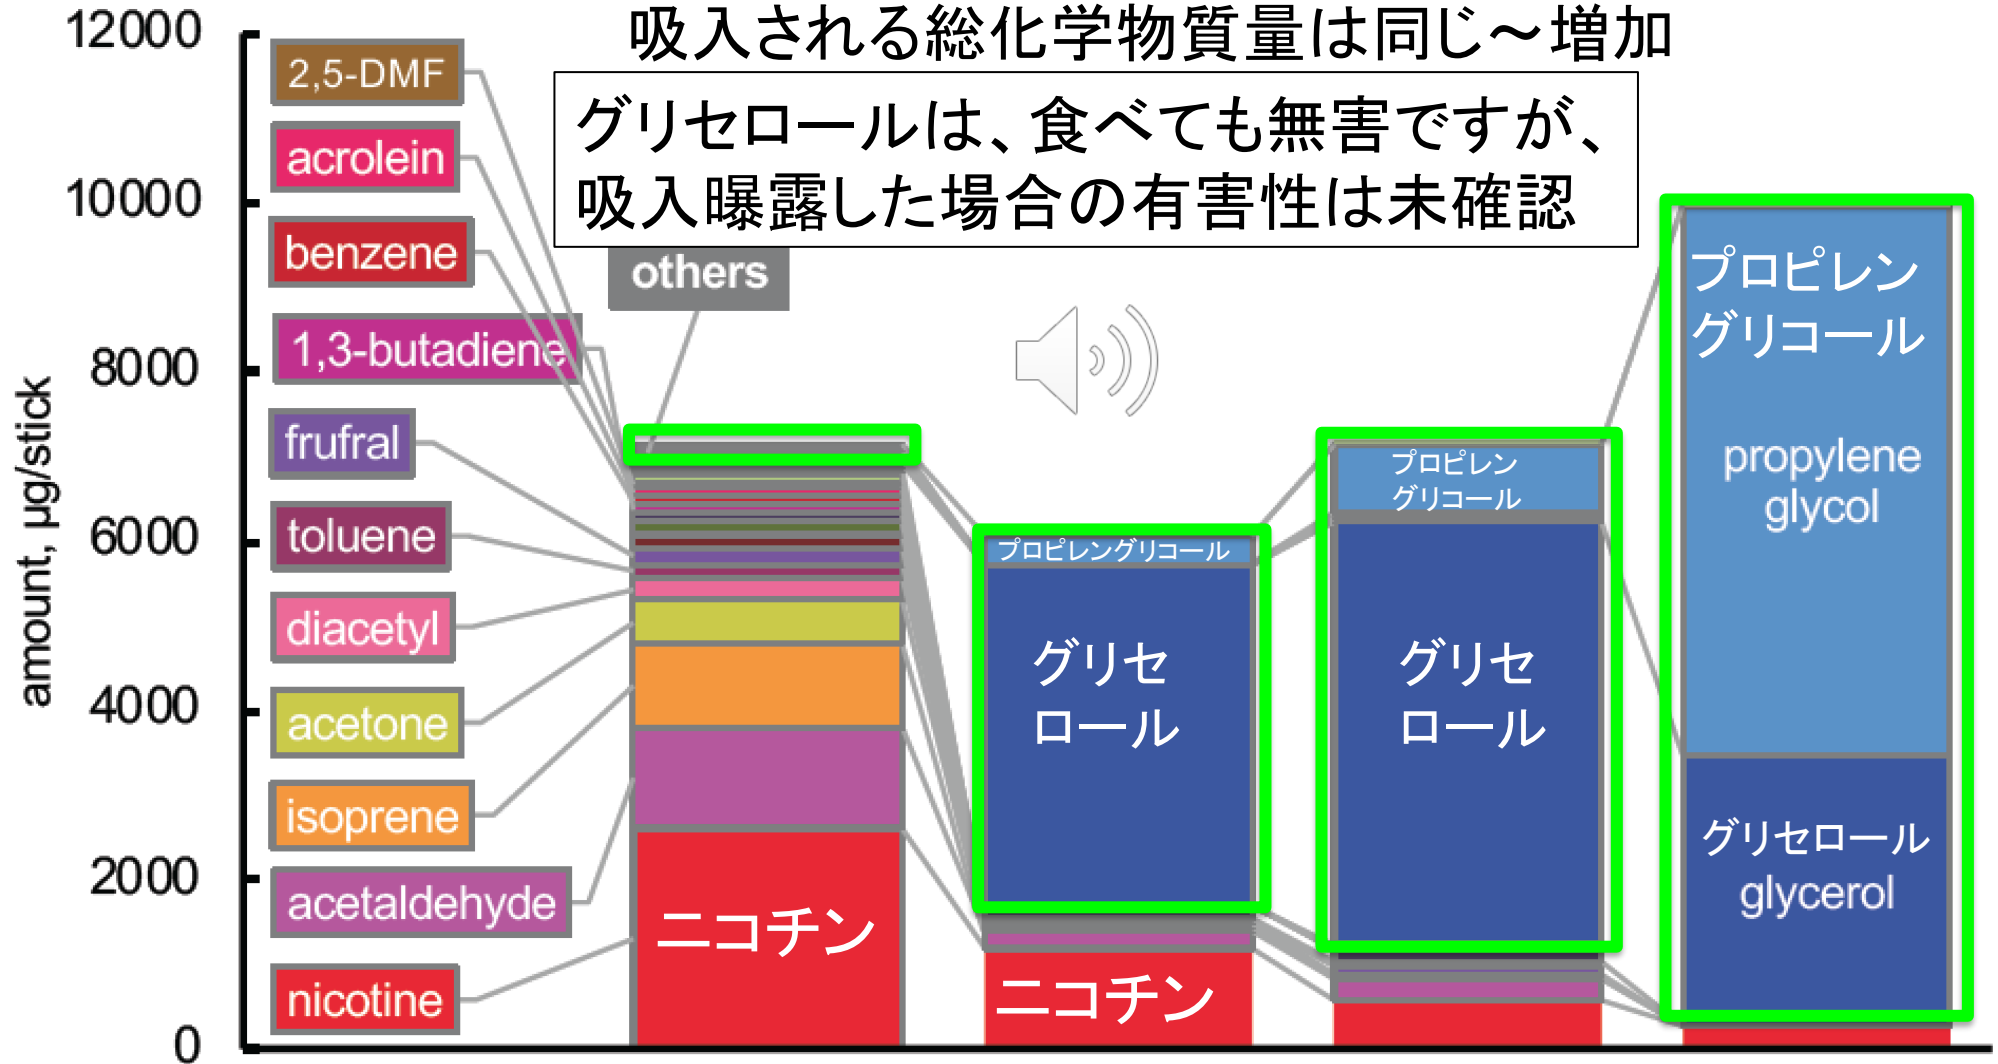 吸入される総化学物質量は同じ～増加
グリセロールは、食べても無害ですが、
吸入曝露した場合の有害性は未確認
amount, μg/stick
12000
10000
8000
6000
4000
2000
0
2,5-DMF
acrolein
benzene
1,3-butadiene
frufral
toluene
diacetyl
acetone
isoprene
acetaldehyde
nicotine
others
ニコチン
プロピレングリコール
グリセ
ロール
ニコチン
プロピレン
グリコール
グリセ
ロール
プロピレン
グリコール
propylene
glycol
グリセロール
glycerol